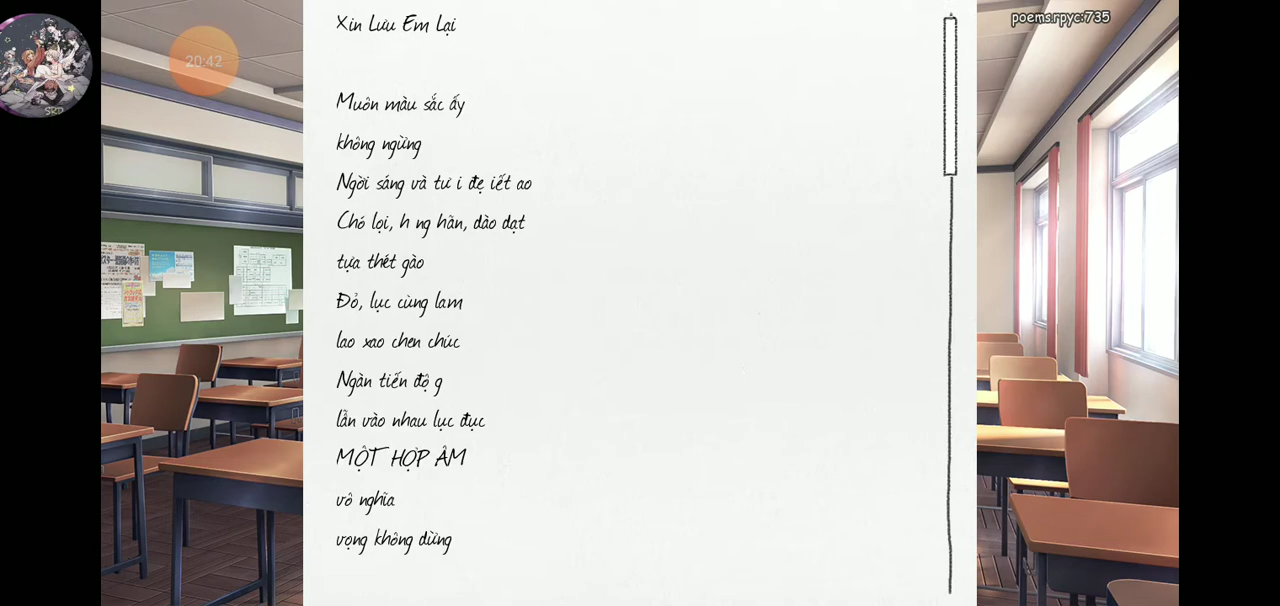 Xin Lưu Em Lại
Muôn màu sắc ấy
không ngừng
Ngời sáng và tư i đẹ iết ao
Chó lọi, h ng hãn, dào dạt
tựa thét gào
Đỏ, lục cùng lam
lao xao chen chúc
Ngàn tiến độ g
lẫn vào nhau lục đục
MỘT HỢP ÂM
vô nghĩa
vọng không dừng
poems.rpyc:735
20:42